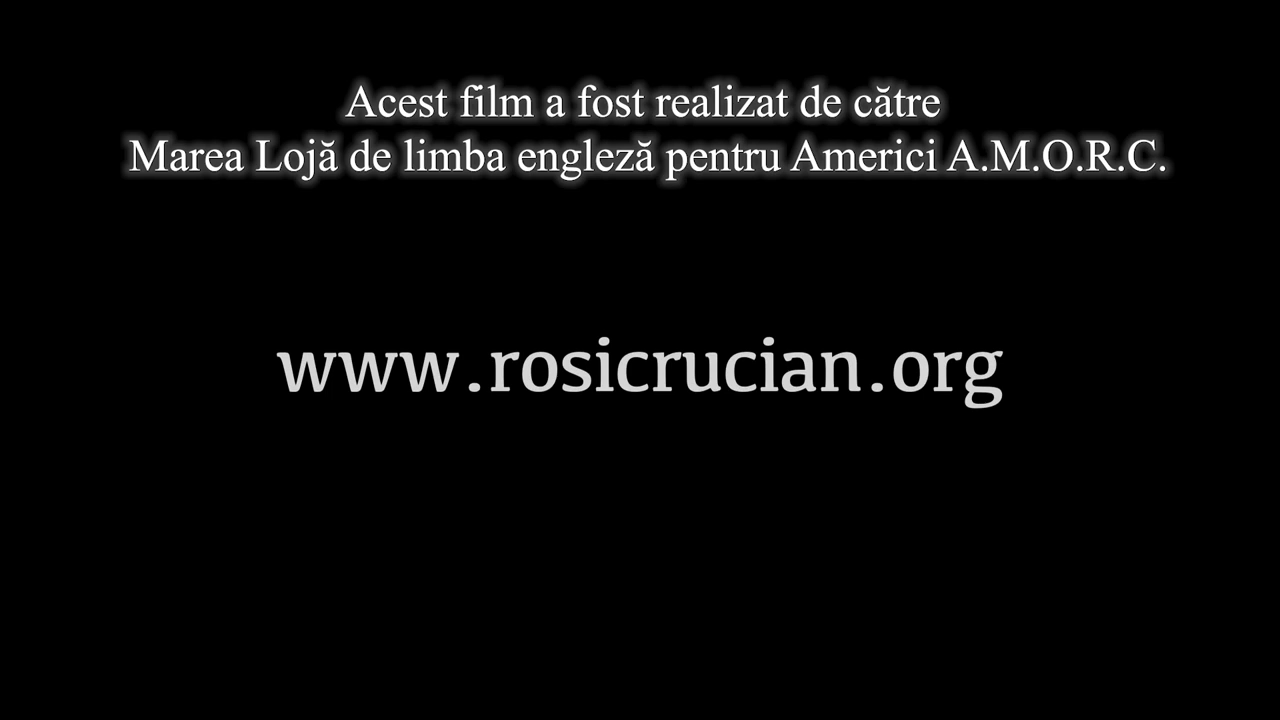 Acest film a fost realizat de către
Marea Lojă de limba engleză pentru Americi A.M.O.R.C.
www.rosicrucian.org